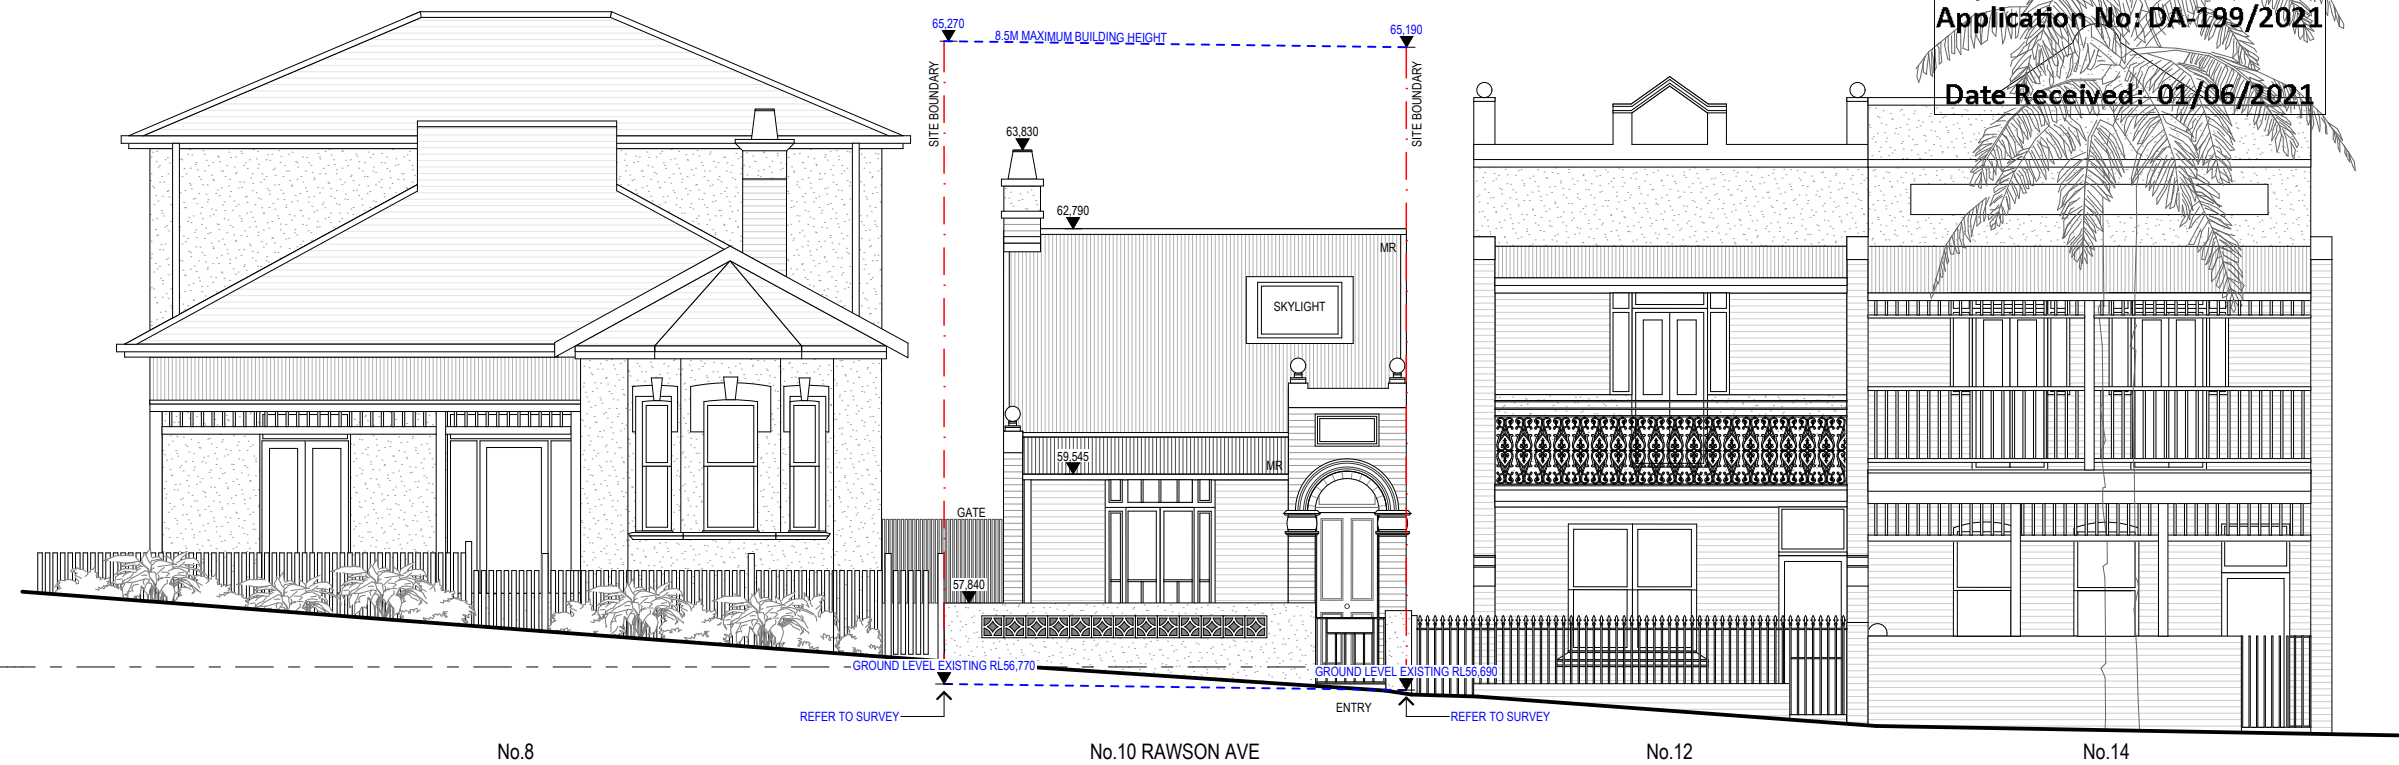 Application No: DA-199/2021
Date Received: 01/06/2021
65,270
8.5M MAXIMUM BUILDING HEIGHT
65,190
SITE BOUNDARY
SITE BOUNDARY
63,830
62,790
MR
SKYLIGHT
59,545
MR
GATE
57,840
GROUND LEVEL EXISTING RL56,770
GROUND LEVEL EXISTING RL56,690
REFER TO SURVEY
ENTRY
REFER TO SURVEY
No.8
No.10 RAWSON AVE
No.12
No.14